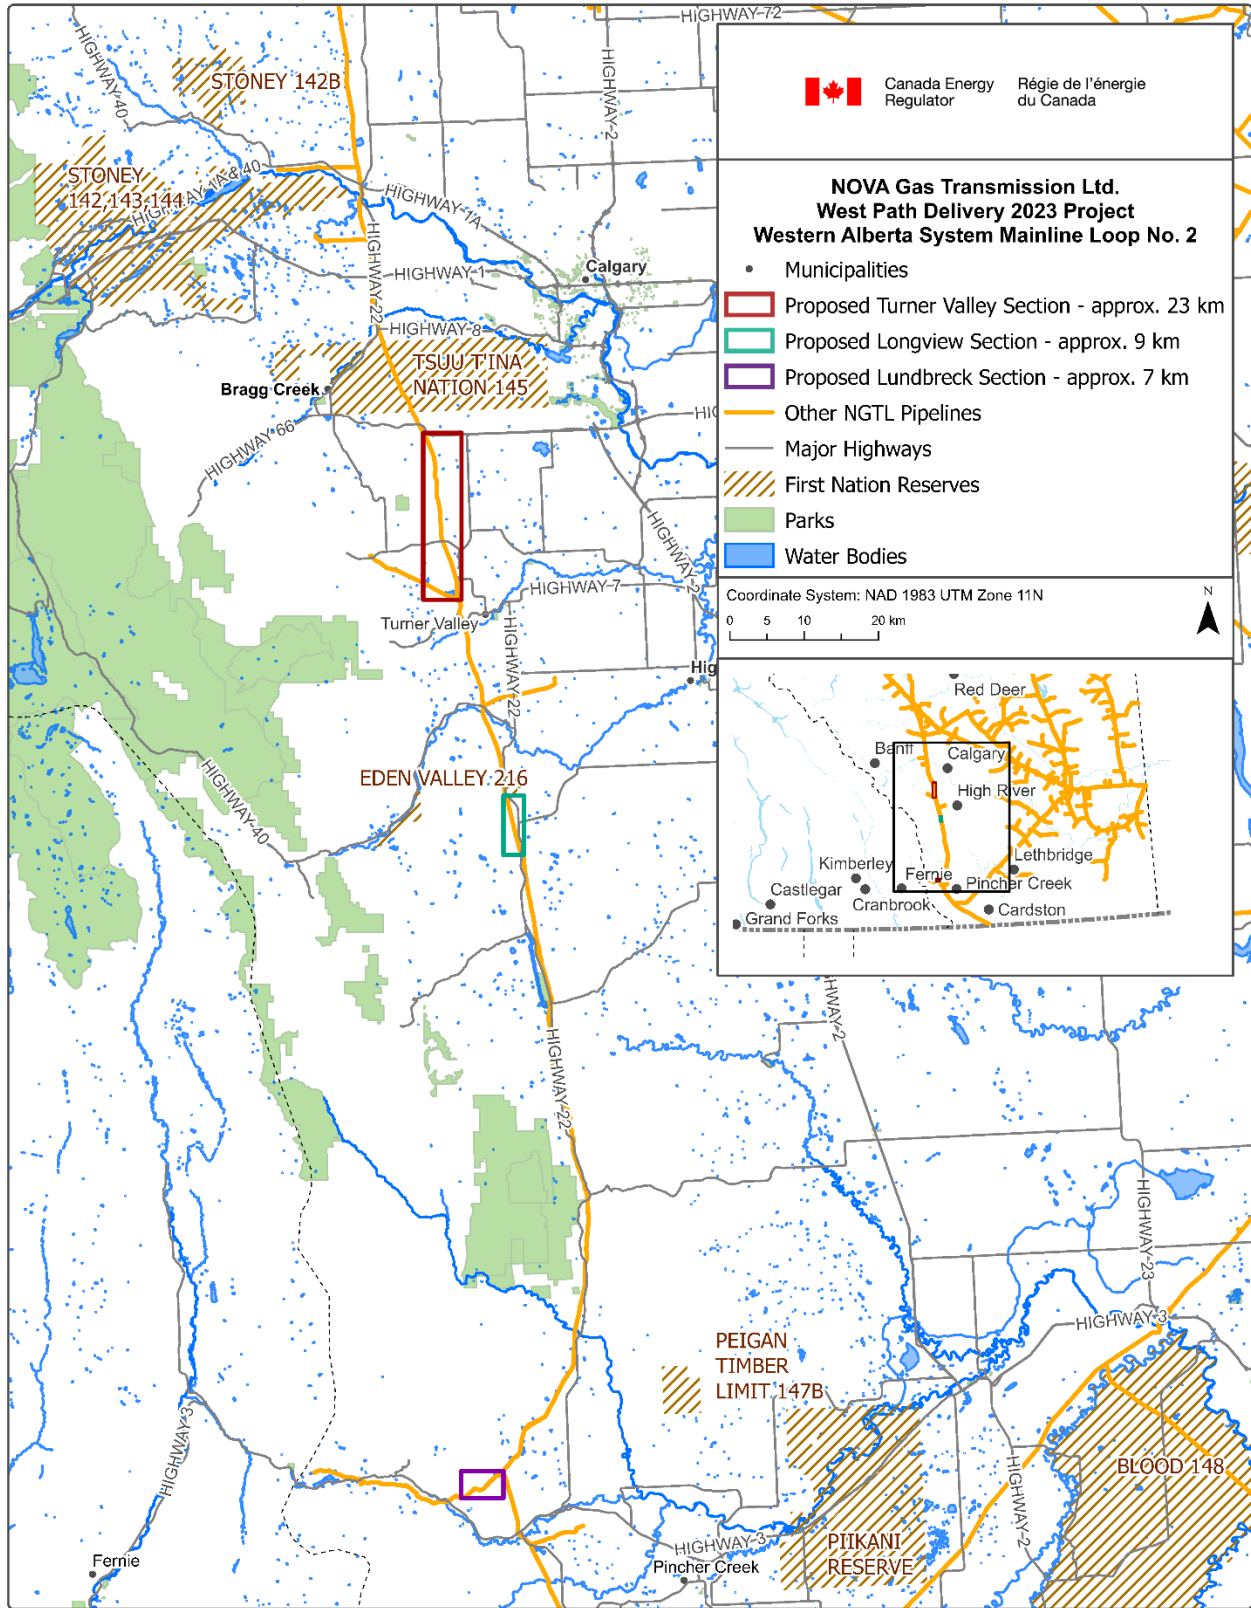 HIGHWAY 72
HIGHWAY 40
HIGHWAY-2
STONEY 142B
STONEY
142,143,144
HIGHWAY 1A & 40
HIGHWAY 1A
HIGHWAY-22
HIGHWAY 1
Calgary
HIGHWAY 8
TSUU T'INA
NATION 145
Bragg Creek
HIGHWAY 66
HIGHWAY-2
HIGHWAY 7
Turner Valley
HIGHWAY-22
Hig
EDEN VALLEY 216
HIGHWAY-40
HIGHWAY-22
HIGHWAY-2
HIGHWAY-23
HIGHWAY 3
PEIGAN
TIMBER
LIMIT 147B
HIGHWAY-3
BLOOD 148
HIGHWAY-2
HIGHWAY 3
PIIKANI
RESERVE
Fernie
Pincher Creek
Canada Energy
Regulator
Régie de l'énergie
du Canada
NOVA Gas Transmission Ltd.
West Path Delivery 2023 Project
Western Alberta System Mainline Loop No. 2
Municipalities
Proposed Turner Valley Section - approx. 23 km
Proposed Longview Section - approx. 9 km
Proposed Lundbreck Section - approx. 7 km
Other NGTL Pipelines
Major Highways
First Nation Reserves
Parks
Water Bodies
Coordinate System: NAD 1983 UTM Zone 11N
0 5 10 20 km
N
Red Deer
Banff
Calgary
High River
Lethbridge
Kimberley
Fernie
Castlegar
Cranbrook
Pincher Creek
Grand Forks
Cardston